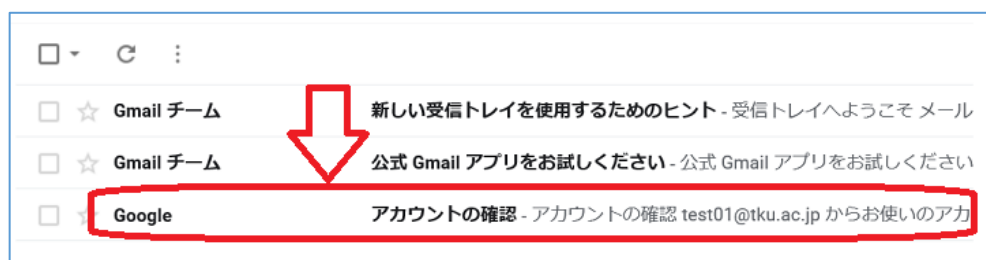 Gmail チーム 新しい受信トレイを使用するためのヒント - 受信トレイへようこそ メール
Gmail チーム 公式 Gmail アプリをお試しください - 公式 Gmail アプリをお試しください
Google アカウントの確認 - アカウントの確認 test01@tku.ac.jp からお使いのアカ